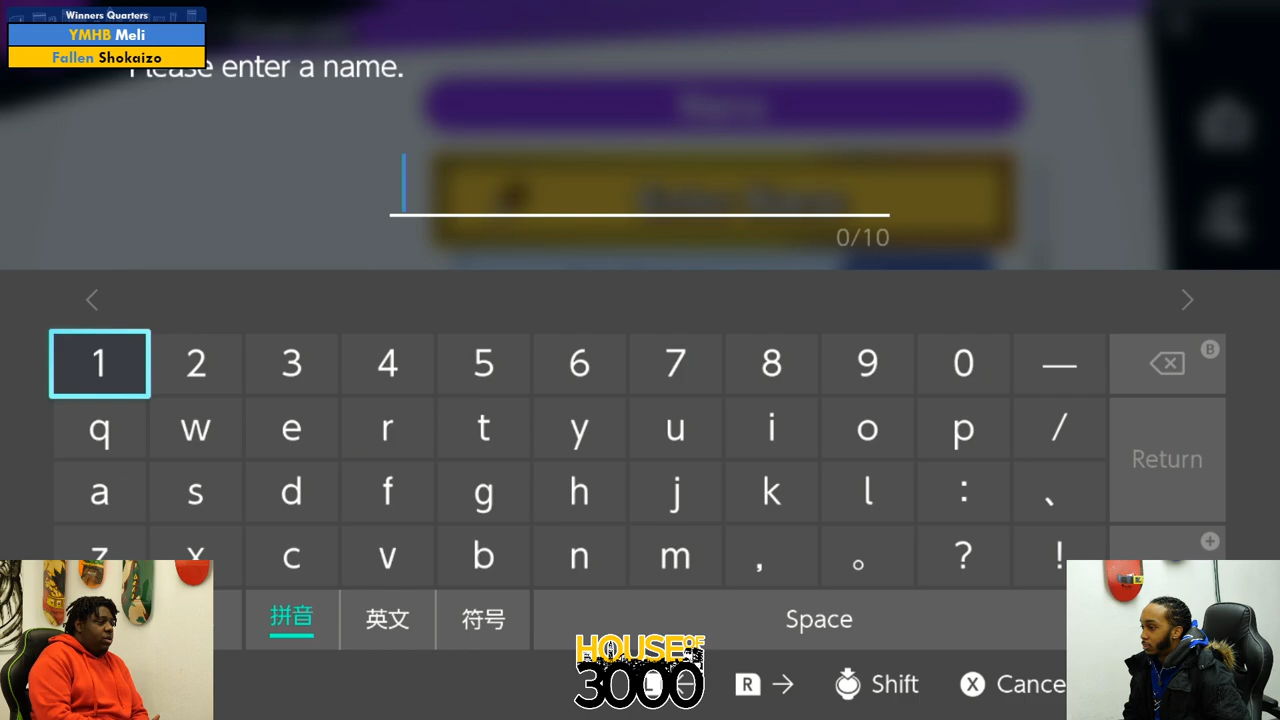 Winners Quarters
YMHB Meli
Fallen Shokaizo
Please enter a name.
0/10
1 2 3 4 5 6 7 8 9 0 — B
q w e r t y u i o p /
Return
a s d f g h j k l : 、
z x c v b n m , 。 ? ! +
拼音 英文 符号 Space
HOUSE OF
3000
L R → Shift X Cance